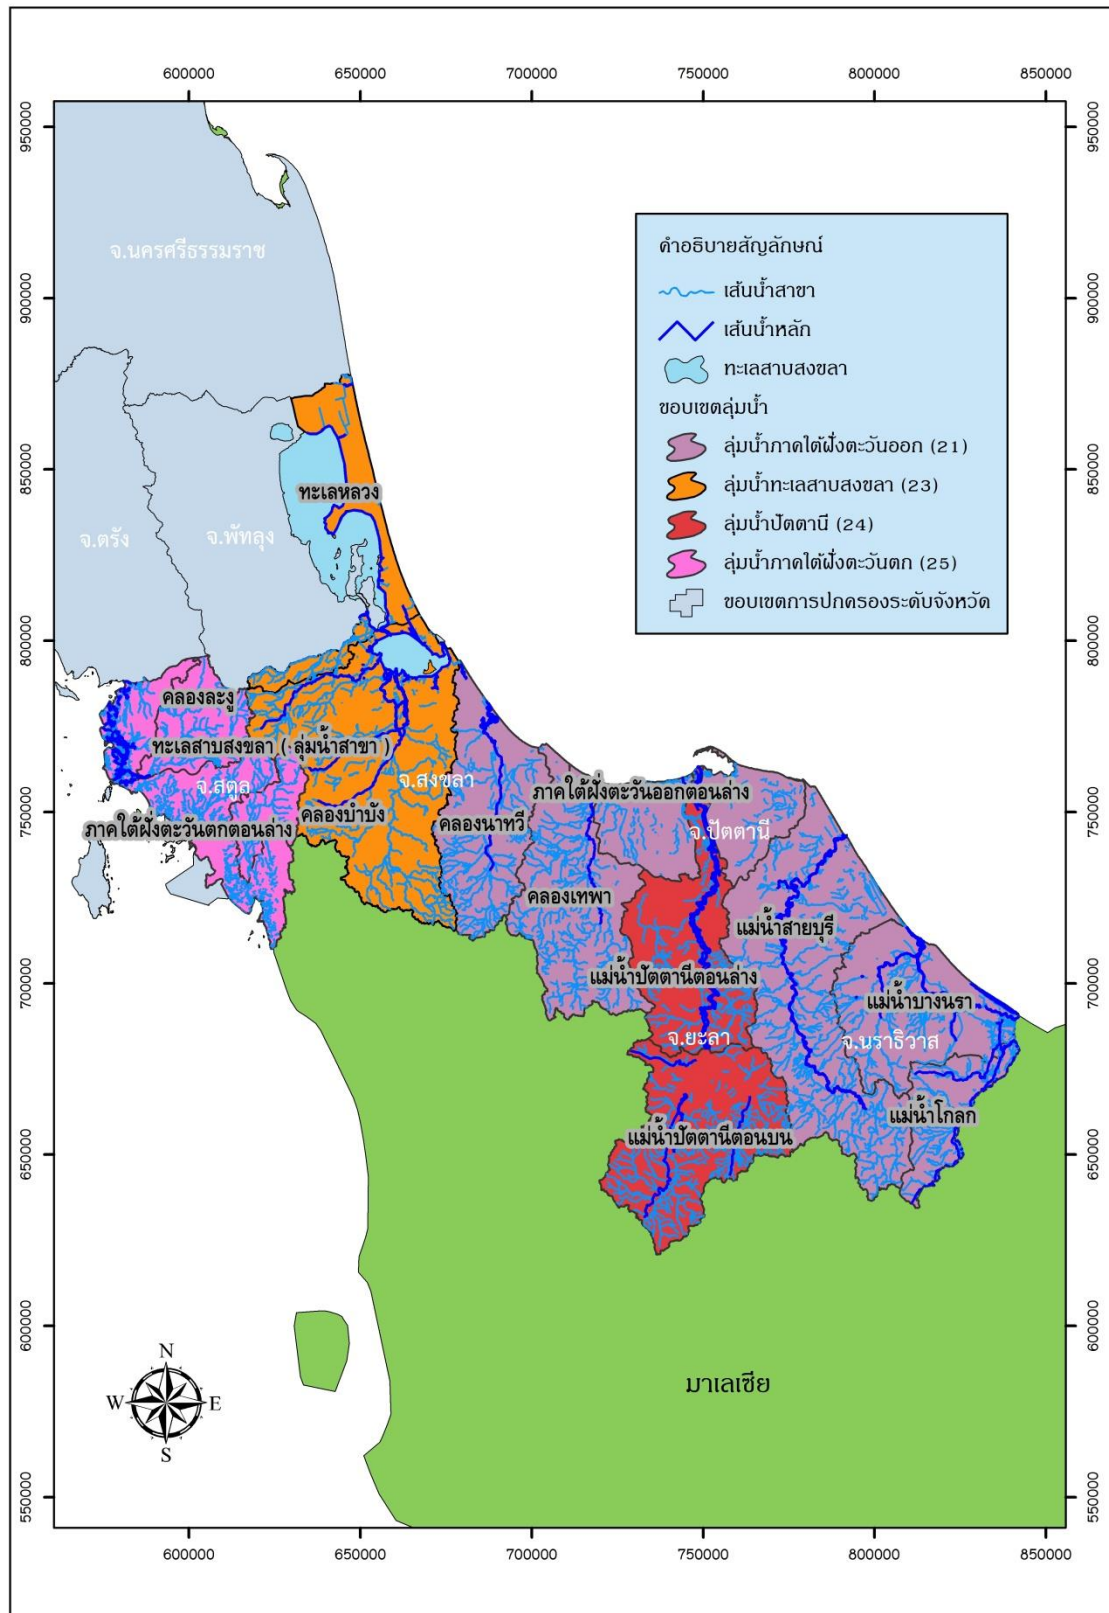 600000 650000 700000 750000 800000 850000
950000 950000
900000 900000
850000 850000
800000 800000
750000 750000
700000 700000
650000 650000
600000 600000
550000 550000
คำอธิบายสัญลักษณ์
เส้นน้ำสาขา
เส้นน้ำหลัก
ทะเลสาบสงขลา
ขอบเขตลุ่มน้ำ
ลุ่มน้ำภาคใต้ฝั่งตะวันออก (21)
ลุ่มน้ำทะเลสาบสงขลา (23)
ลุ่มน้ำปัตตานี (24)
ลุ่มน้ำภาคใต้ฝั่งตะวันตก (25)
ขอบเขตการปกครองระดับจังหวัด
จ.นครศรีธรรมราช
ทะเลหลวง
จ.ตรัง
จ.พัทลุง
คลองละงู
ทะเลสาบสงขลา ( ลุ่มน้ำสาขา )
จ.สตูล
จ.สงขลา
ภาคใต้ฝั่งตะวันออกตอนล่าง
คลองบำบัง
คลองนาทวี
ภาคใต้ฝั่งตะวันตกตอนล่าง
จ.ปัตตานี
คลองเทพา
แม่น้ำสายบุรี
แม่น้ำปัตตานีตอนล่าง
แม่น้ำบางนรา
จ.ยะลา
จ.นราธิวาส
แม่น้ำโกลก
แม่น้ำปัตตานีตอนบน
มาเลเซีย
N
W E
S
600000 650000 700000 750000 800000 850000